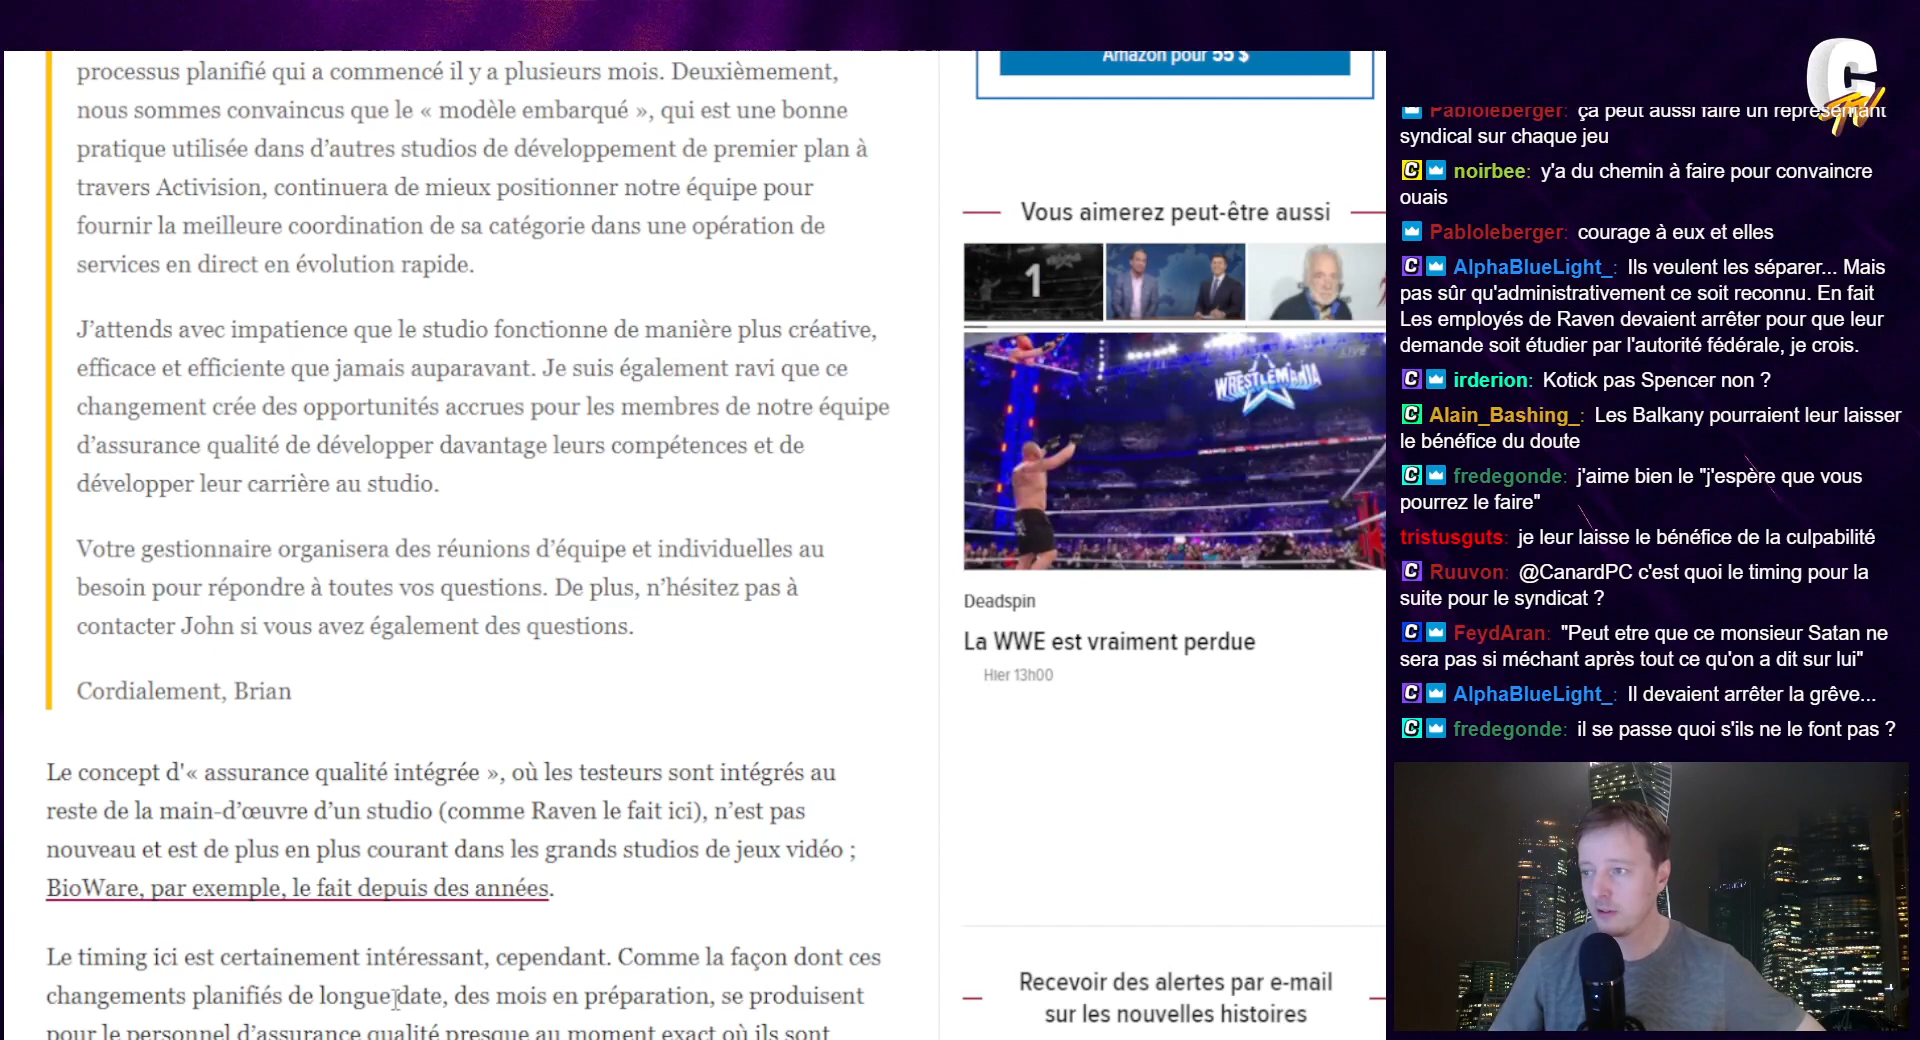 processus planifié qui a commencé il y a plusieurs mois. Deuxièmement,
nous sommes convaincus que le « modèle embarqué », qui est une bonne
pratique utilisée dans d’autres studios de développement de premier plan à
travers Activision, continuera de mieux positionner notre équipe pour
fournir la meilleure coordination de sa catégorie dans une opération de
services en direct en évolution rapide.
J’attends avec impatience que le studio fonctionne de manière plus créative,
efficace et efficiente que jamais auparavant. Je suis également ravi que ce
changement crée des opportunités accrues pour les membres de notre équipe
d’assurance qualité de développer davantage leurs compétences et de
développer leur carrière au studio.
Votre gestionnaire organisera des réunions d’équipe et individuelles au
besoin pour répondre à toutes vos questions. De plus, n’hésitez pas à
contacter John si vous avez également des questions.
Cordialement, Brian
Le concept d'« assurance qualité intégrée », où les testeurs sont intégrés au
reste de la main-d’œuvre d’un studio (comme Raven le fait ici), n’est pas
nouveau et est de plus en plus courant dans les grands studios de jeux vidéo ;
BioWare, par exemple, le fait depuis des années.
Le timing ici est certainement intéressant, cependant. Comme la façon dont ces
changements planifiés de longue date, des mois en préparation, se produisent
pour le personnel d’assurance qualité presque au moment exact où ils sont
Amazon pour 55 $
Vous aimerez peut-être aussi
1
WRESTLEMANIA
LIVE
Deadspin
La WWE est vraiment perdue
Hier 13h00
Recevoir des alertes par e-mail
sur les nouvelles histoires
C TV
Pabloleberger: ça peut aussi faire un représentant
syndical sur chaque jeu
noirbee: y'a du chemin à faire pour convaincre
ouais
Pabloleberger: courage à eux et elles
AlphaBlueLight_: Ils veulent les séparer... Mais
pas sûr qu'administrativement ce soit reconnu. En fait
Les employés de Raven devaient arrêter pour que leur
demande soit étudier par l'autorité fédérale, je crois.
irderion: Kotick pas Spencer non ?
Alain_Bashing_: Les Balkany pourraient leur laisser
le bénéfice du doute
fredegonde: j'aime bien le "j'espère que vous
pourrez le faire"
tristusguts: je leur laisse le bénéfice de la culpabilité
Ruuvon: @CanardPC c'est quoi le timing pour la
suite pour le syndicat ?
FeydAran: "Peut etre que ce monsieur Satan ne
sera pas si méchant après tout ce qu'on a dit sur lui"
AlphaBlueLight_: Il devaient arrêter la grêve...
fredegonde: il se passe quoi s'ils ne le font pas ?